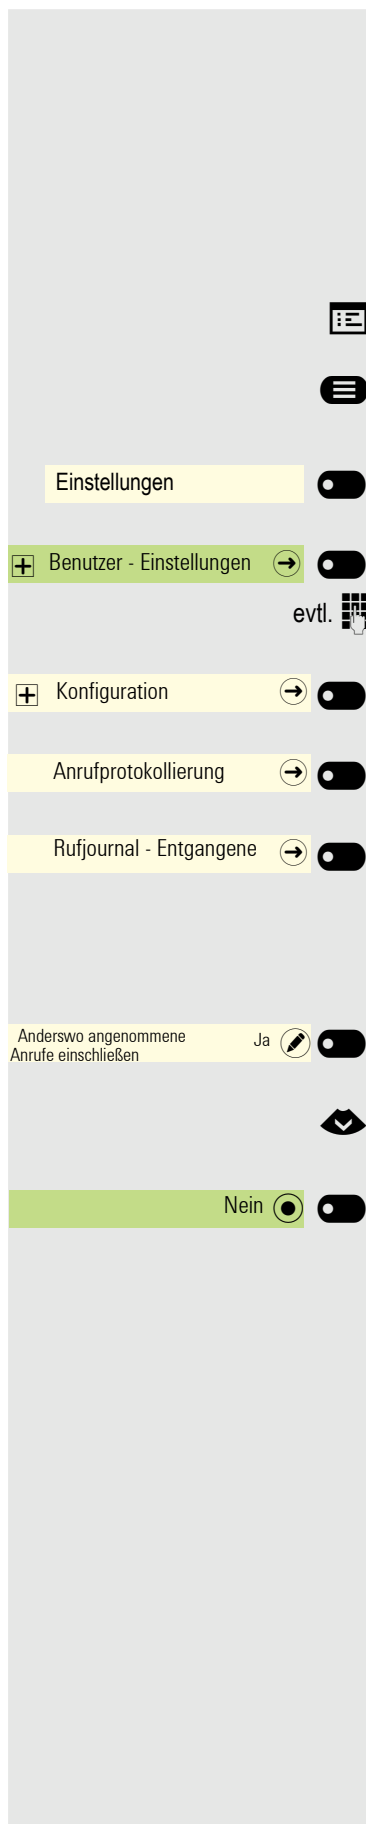 Einstellungen
Benutzer - Einstellungen
evtl.
Konfiguration
Anrufprotokollierung
Rufjournal - Entgangene
Anderswo angenommene Ja
Anrufe einschließen
Nein